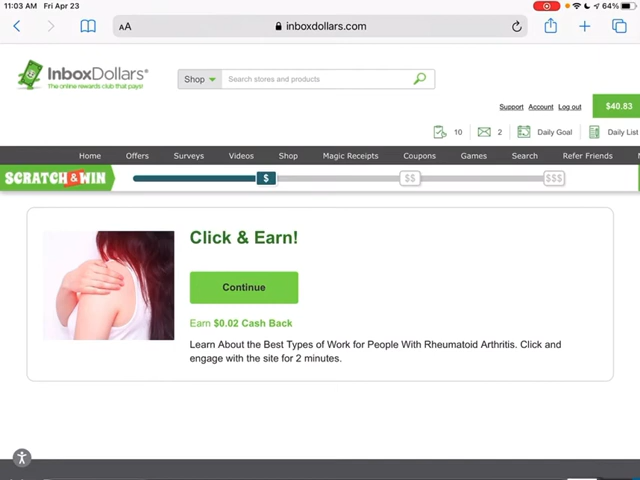 11:03 AM Fri Apr 23 64%
AA inboxdollars.com
InboxDollars®
The online rewards club that pays!
Shop Search stores and products
Support Account Log out $40.83
10 2 Daily Goal Daily List
Home Offers Surveys Videos Shop Magic Receipts Coupons Games Search Refer Friends
SCRATCH & WIN $ $$ $$$
Click & Earn!
Continue
Earn $0.02 Cash Back
Learn About the Best Types of Work for People With Rheumatoid Arthritis. Click and
engage with the site for 2 minutes.